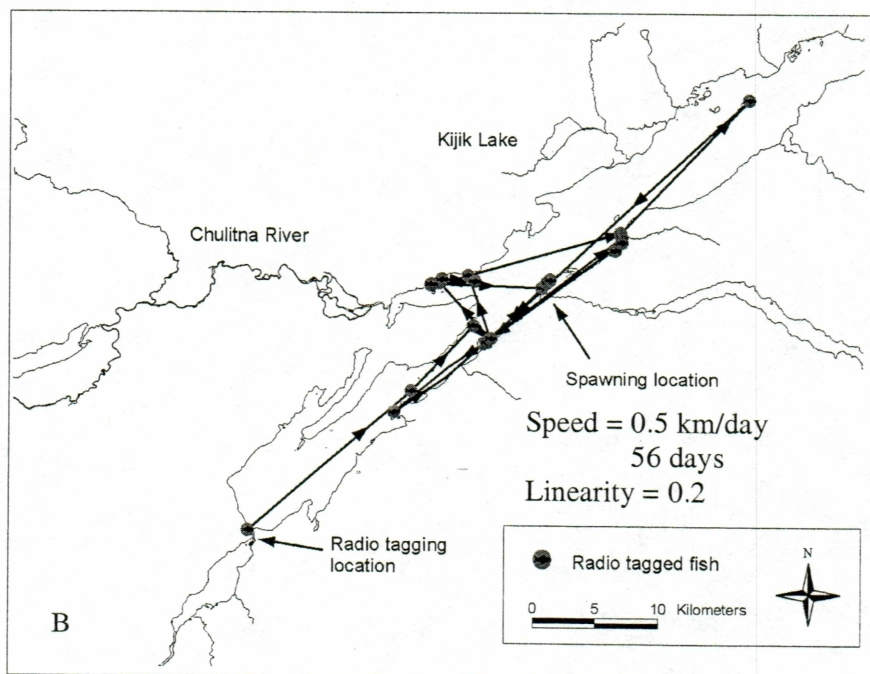 Kijik Lake
Chulitna River
Spawning location
Speed = 0.5 km/day
56 days
Linearity = 0.2
Radio tagging
location
N
Radio tagged fish
0 5 10 Kilometers
B